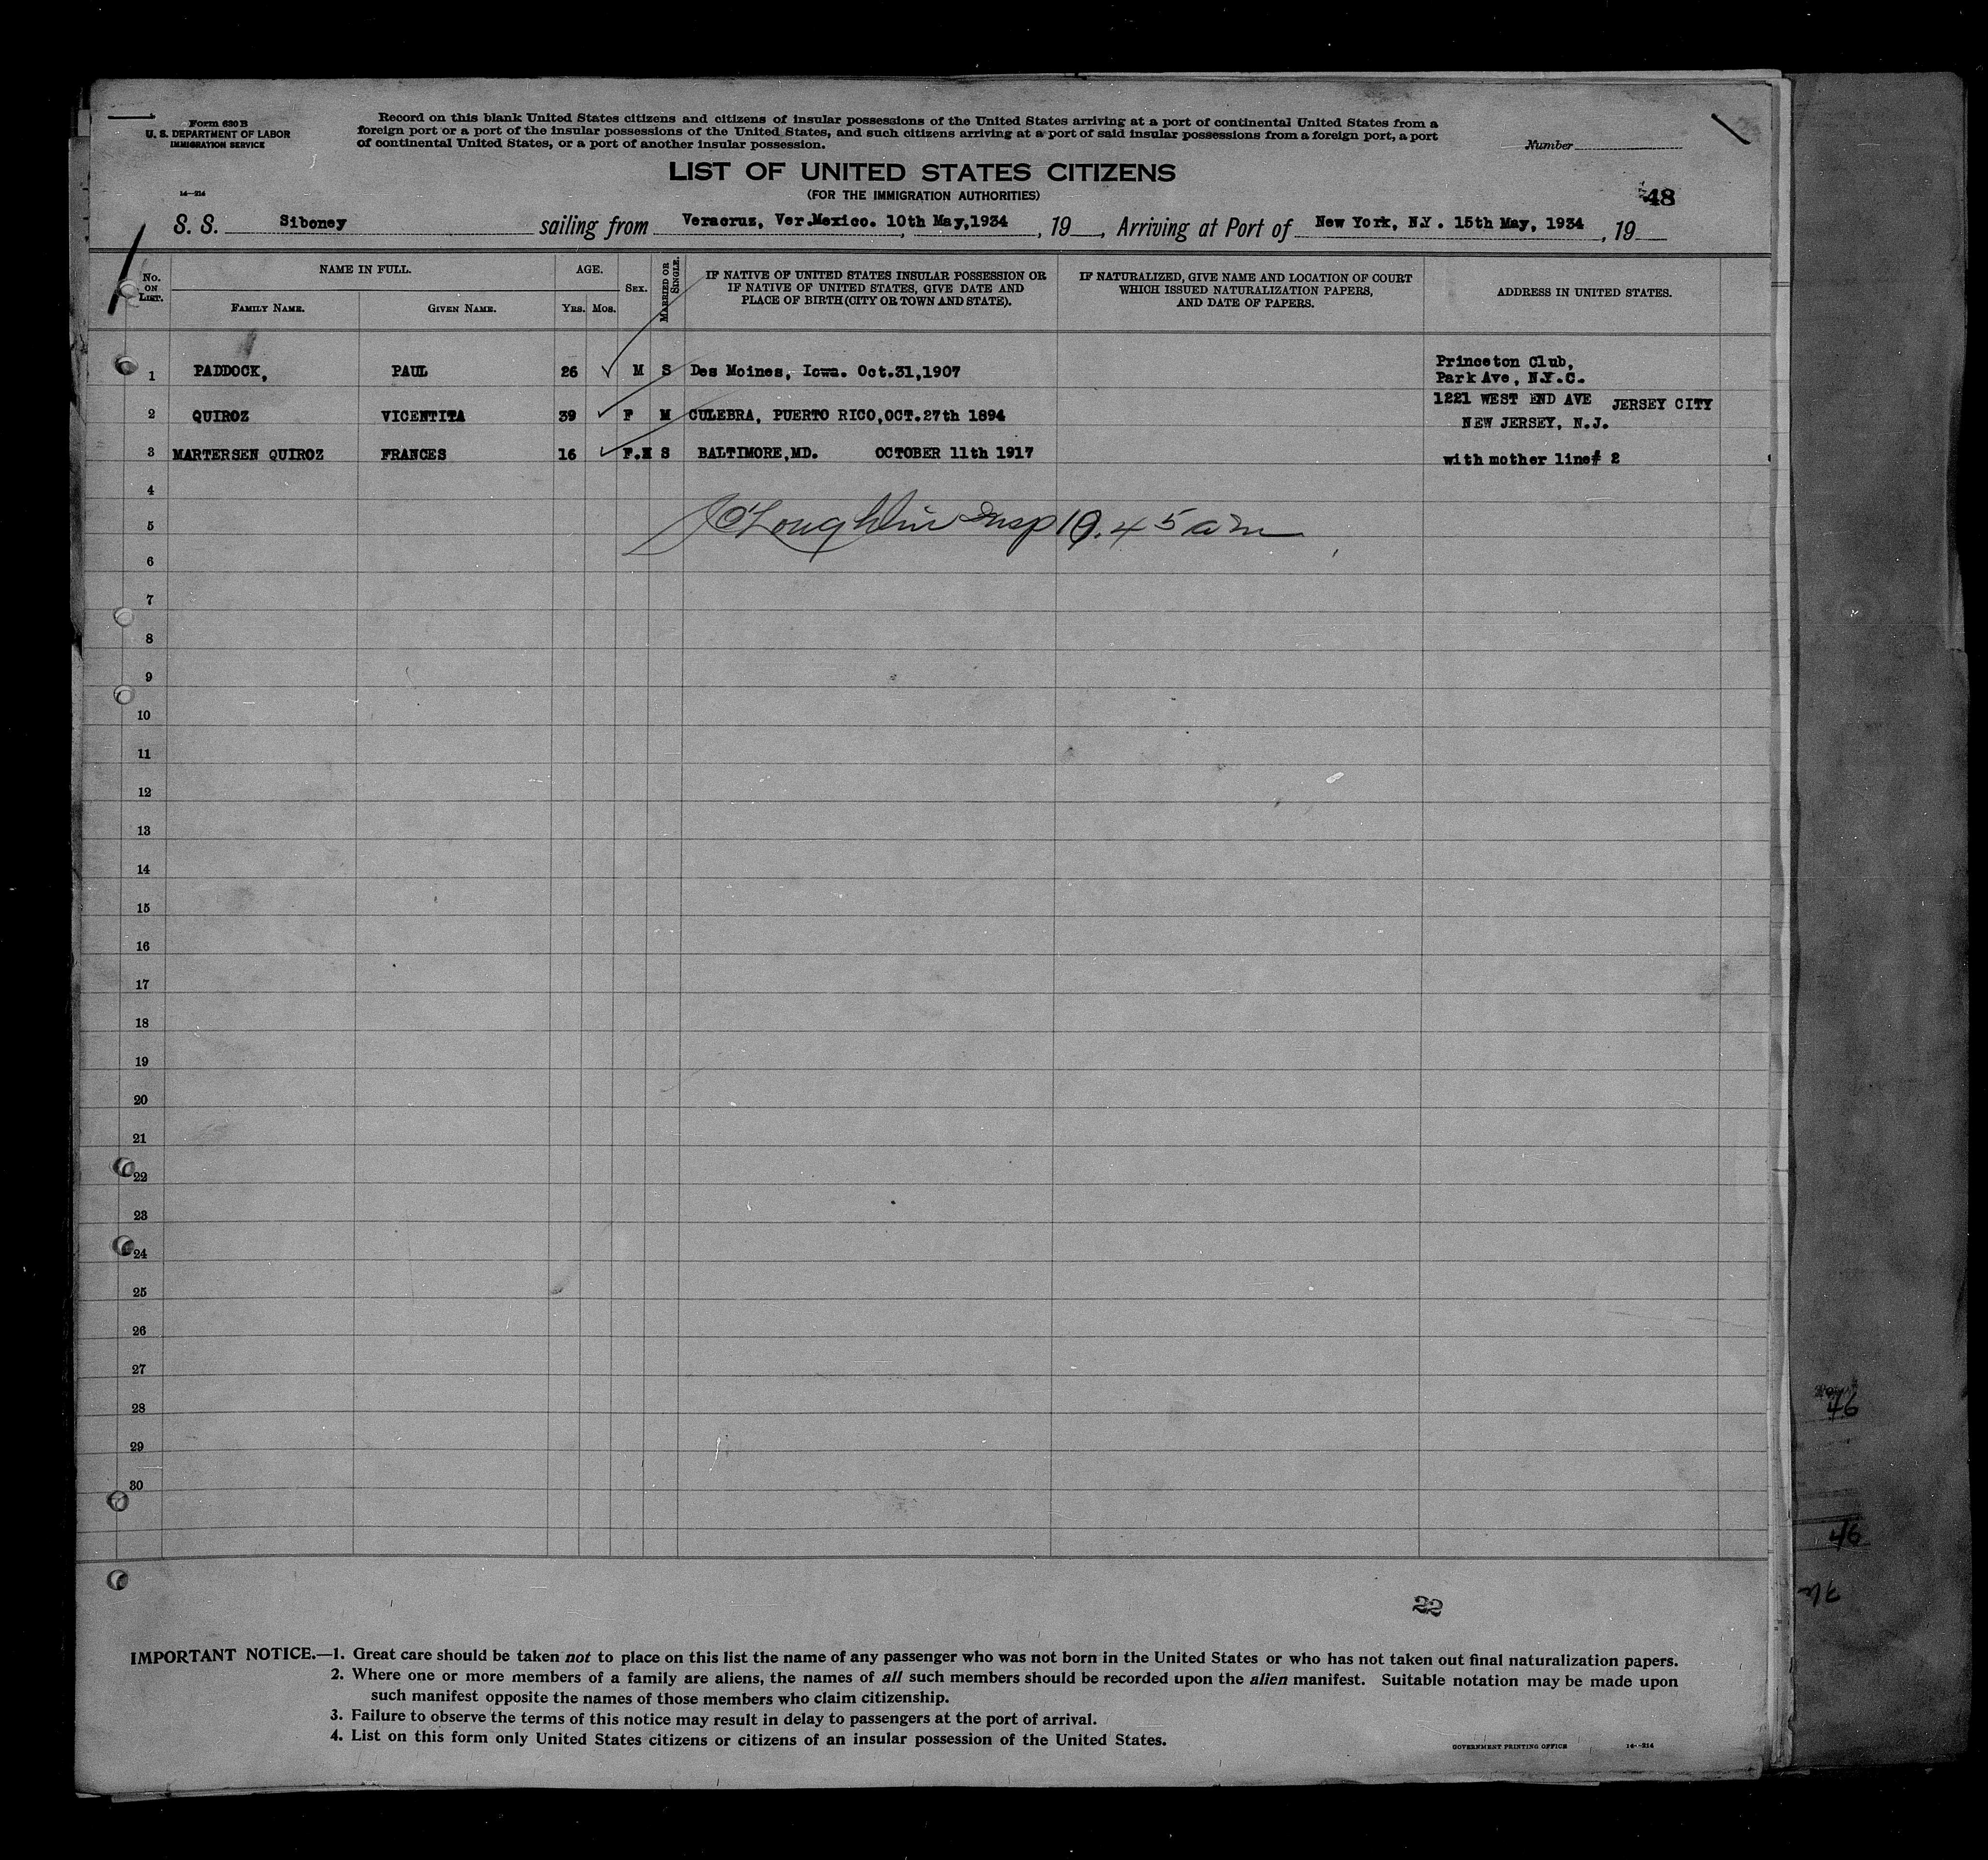 Form 630 B
U. S. DEPARTMENT OF LABOR
IMMIGRATION SERVICE
14—214
Record on this blank United States citizens and citizens of insular possessions of the United States arriving at a port of continental United States from a
foreign port or a port of the insular possessions of the United States, and such citizens arriving at a port of said insular possessions from a foreign port, a port
of continental United States, or a port of another insular possession.
Number
LIST OF UNITED STATES CITIZENS
(FOR THE IMMIGRATION AUTHORITIES)
48
S. S. Siboney sailing from Veracruz, Ver.Mexico. 10th May,1934, 19 , Arriving at Port of New York, N.Y. 15th May, 1934, 19
No. ON LIST. NAME IN FULL. AGE. SEX. MARRIED OR SINGLE. IF NATIVE OF UNITED STATES INSULAR POSSESSION OR IF NATIVE OF UNITED STATES, GIVE DATE AND PLACE OF BIRTH (CITY OR TOWN AND STATE). IF NATURALIZED, GIVE NAME AND LOCATION OF COURT WHICH ISSUED NATURALIZATION PAPERS, AND DATE OF PAPERS. ADDRESS IN UNITED STATES.
FAMILY NAME. GIVEN NAME. YRS. MOS.
1 PADDOCK, PAUL 26 ✓ M S Des Moines, Iowa. Oct.31,1907 Princeton Club,
Park Ave, N.Y.C.
2 QUIROZ VICENTITA 39 ✓ F M CULEBRA, PUERTO RICO,OCT.27th 1894 1221 WEST END AVE JERSEY CITY
NEW JERSEY, N.J.
3 MARTERSEN QUIROZ FRANCES 16 ✓ F. S BALTIMORE,MD. OCTOBER 11th 1917 with mother line# 2
4
5 O'Loughlin Insp 10.45 am
6
7
8
9
10
11
12
13
14
15
16
17
18
19
20
21
22
23
24
25
26
27
28
29
30
46
46
22
IMPORTANT NOTICE.—1. Great care should be taken not to place on this list the name of any passenger who was not born in the United States or who has not taken out final naturalization papers.
2. Where one or more members of a family are aliens, the names of all such members should be recorded upon the alien manifest. Suitable notation may be made upon
such manifest opposite the names of those members who claim citizenship.
3. Failure to observe the terms of this notice may result in delay to passengers at the port of arrival.
4. List on this form only United States citizens or citizens of an insular possession of the United States.
GOVERNMENT PRINTING OFFICE 14—214